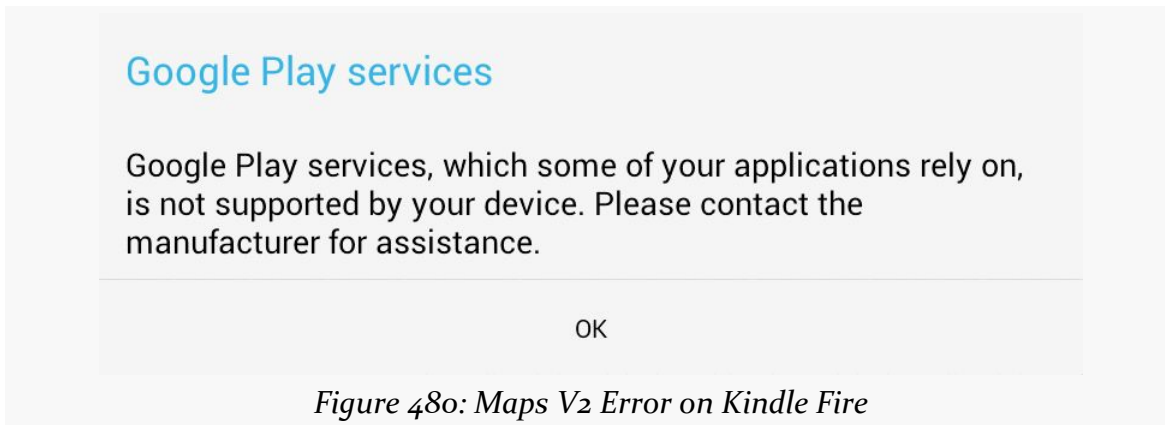 Google Play services
Google Play services, which some of your applications rely on,
is not supported by your device. Please contact the
manufacturer for assistance.
OK
Figure 480: Maps V2 Error on Kindle Fire